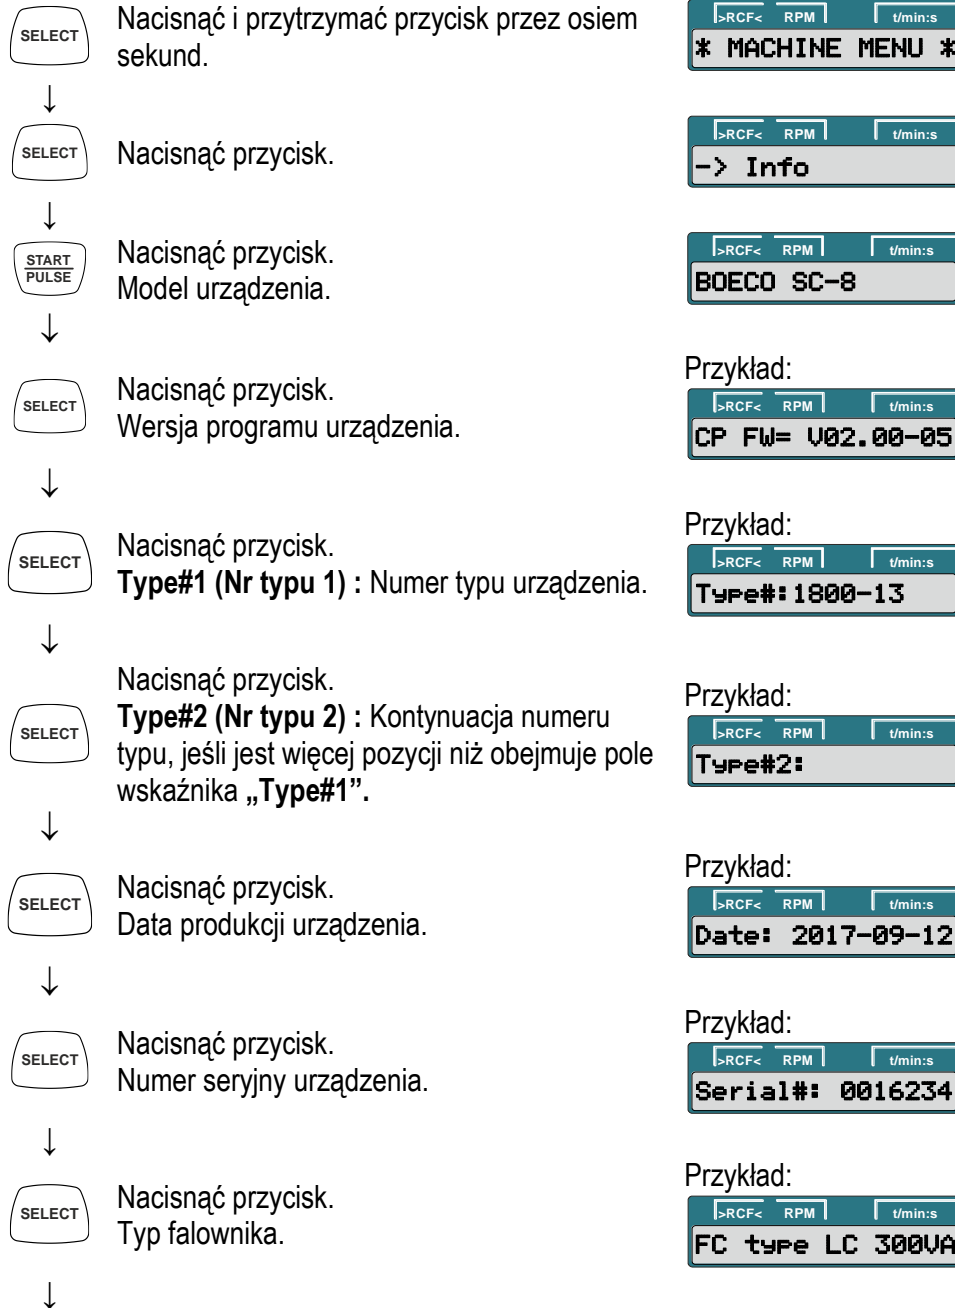 SELECT
Nacisnąć i przytrzymać przycisk przez osiem
sekund.
>RCF< RPM t/min:s
* MACHINE MENU *
↓
SELECT
Nacisnąć przycisk.
>RCF< RPM t/min:s
-> Info
↓
START
PULSE
Nacisnąć przycisk.
Model urządzenia.
>RCF< RPM t/min:s
BOECO SC-8
↓
SELECT
Nacisnąć przycisk.
Wersja programu urządzenia.
Przykład:
>RCF< RPM t/min:s
CP FW= V02.00-05
↓
SELECT
Nacisnąć przycisk.
Type#1 (Nr typu 1) : Numer typu urządzenia.
Przykład:
>RCF< RPM t/min:s
Type#:1800-13
↓
SELECT
Nacisnąć przycisk.
Type#2 (Nr typu 2) : Kontynuacja numeru
typu, jeśli jest więcej pozycji niż obejmuje pole
wskaźnika „Type#1”.
Przykład:
>RCF< RPM t/min:s
Type#2:
↓
SELECT
Nacisnąć przycisk.
Data produkcji urządzenia.
Przykład:
>RCF< RPM t/min:s
Date: 2017-09-12
↓
SELECT
Nacisnąć przycisk.
Numer seryjny urządzenia.
Przykład:
>RCF< RPM t/min:s
Serial#: 0016234
↓
SELECT
Nacisnąć przycisk.
Typ falownika.
Przykład:
>RCF< RPM t/min:s
FC type LC 300VA
↓